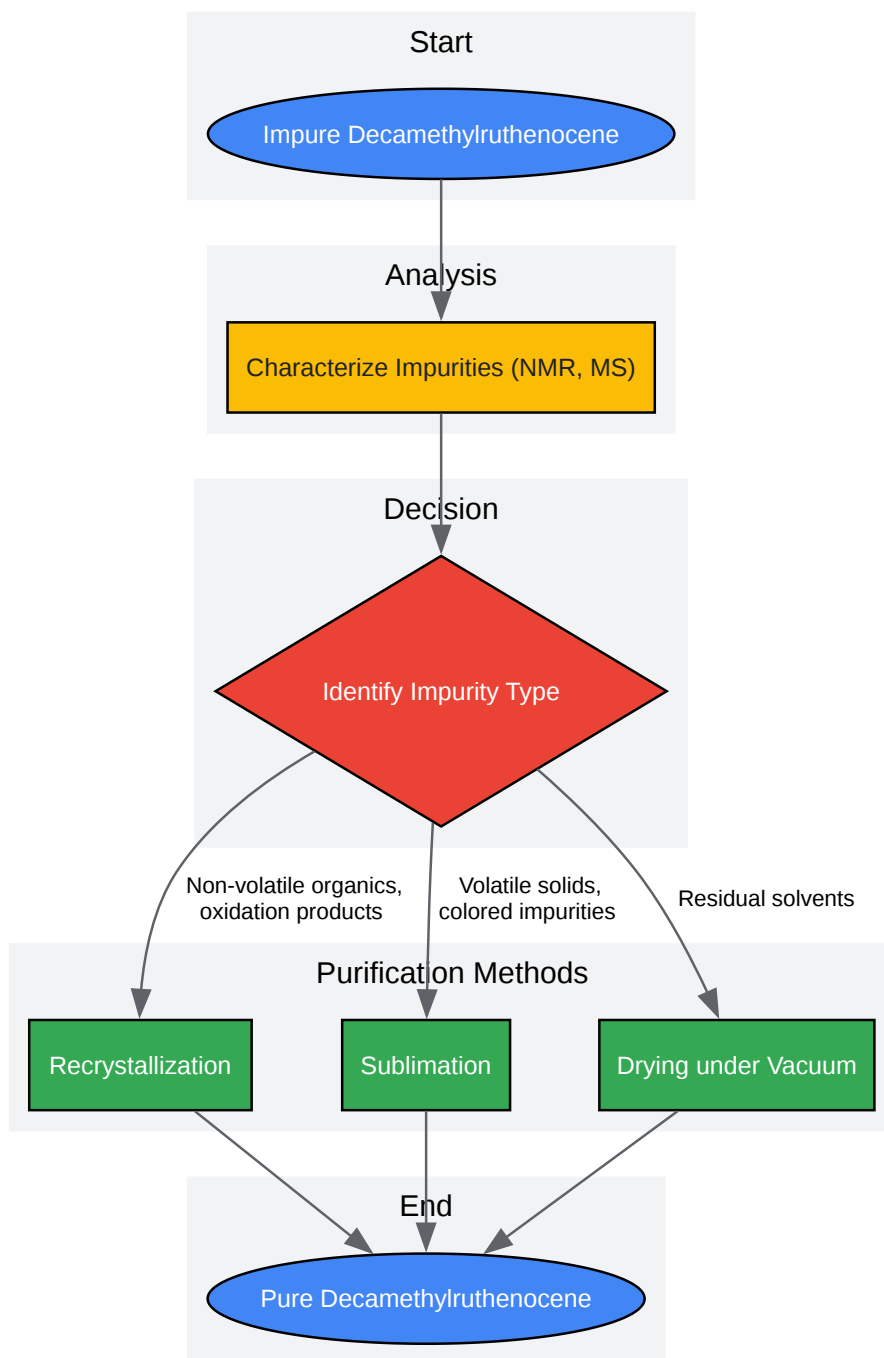 Start
Impure Decamethylruthenocene
Analysis
Characterize Impurities (NMR, MS)
Decision
Identify Impurity Type
Non-volatile organics,
oxidation products
Volatile solids,
colored impurities
Residual solvents
Purification Methods
Recrystallization
Sublimation
Drying under Vacuum
End
Pure Decamethylruthenocene